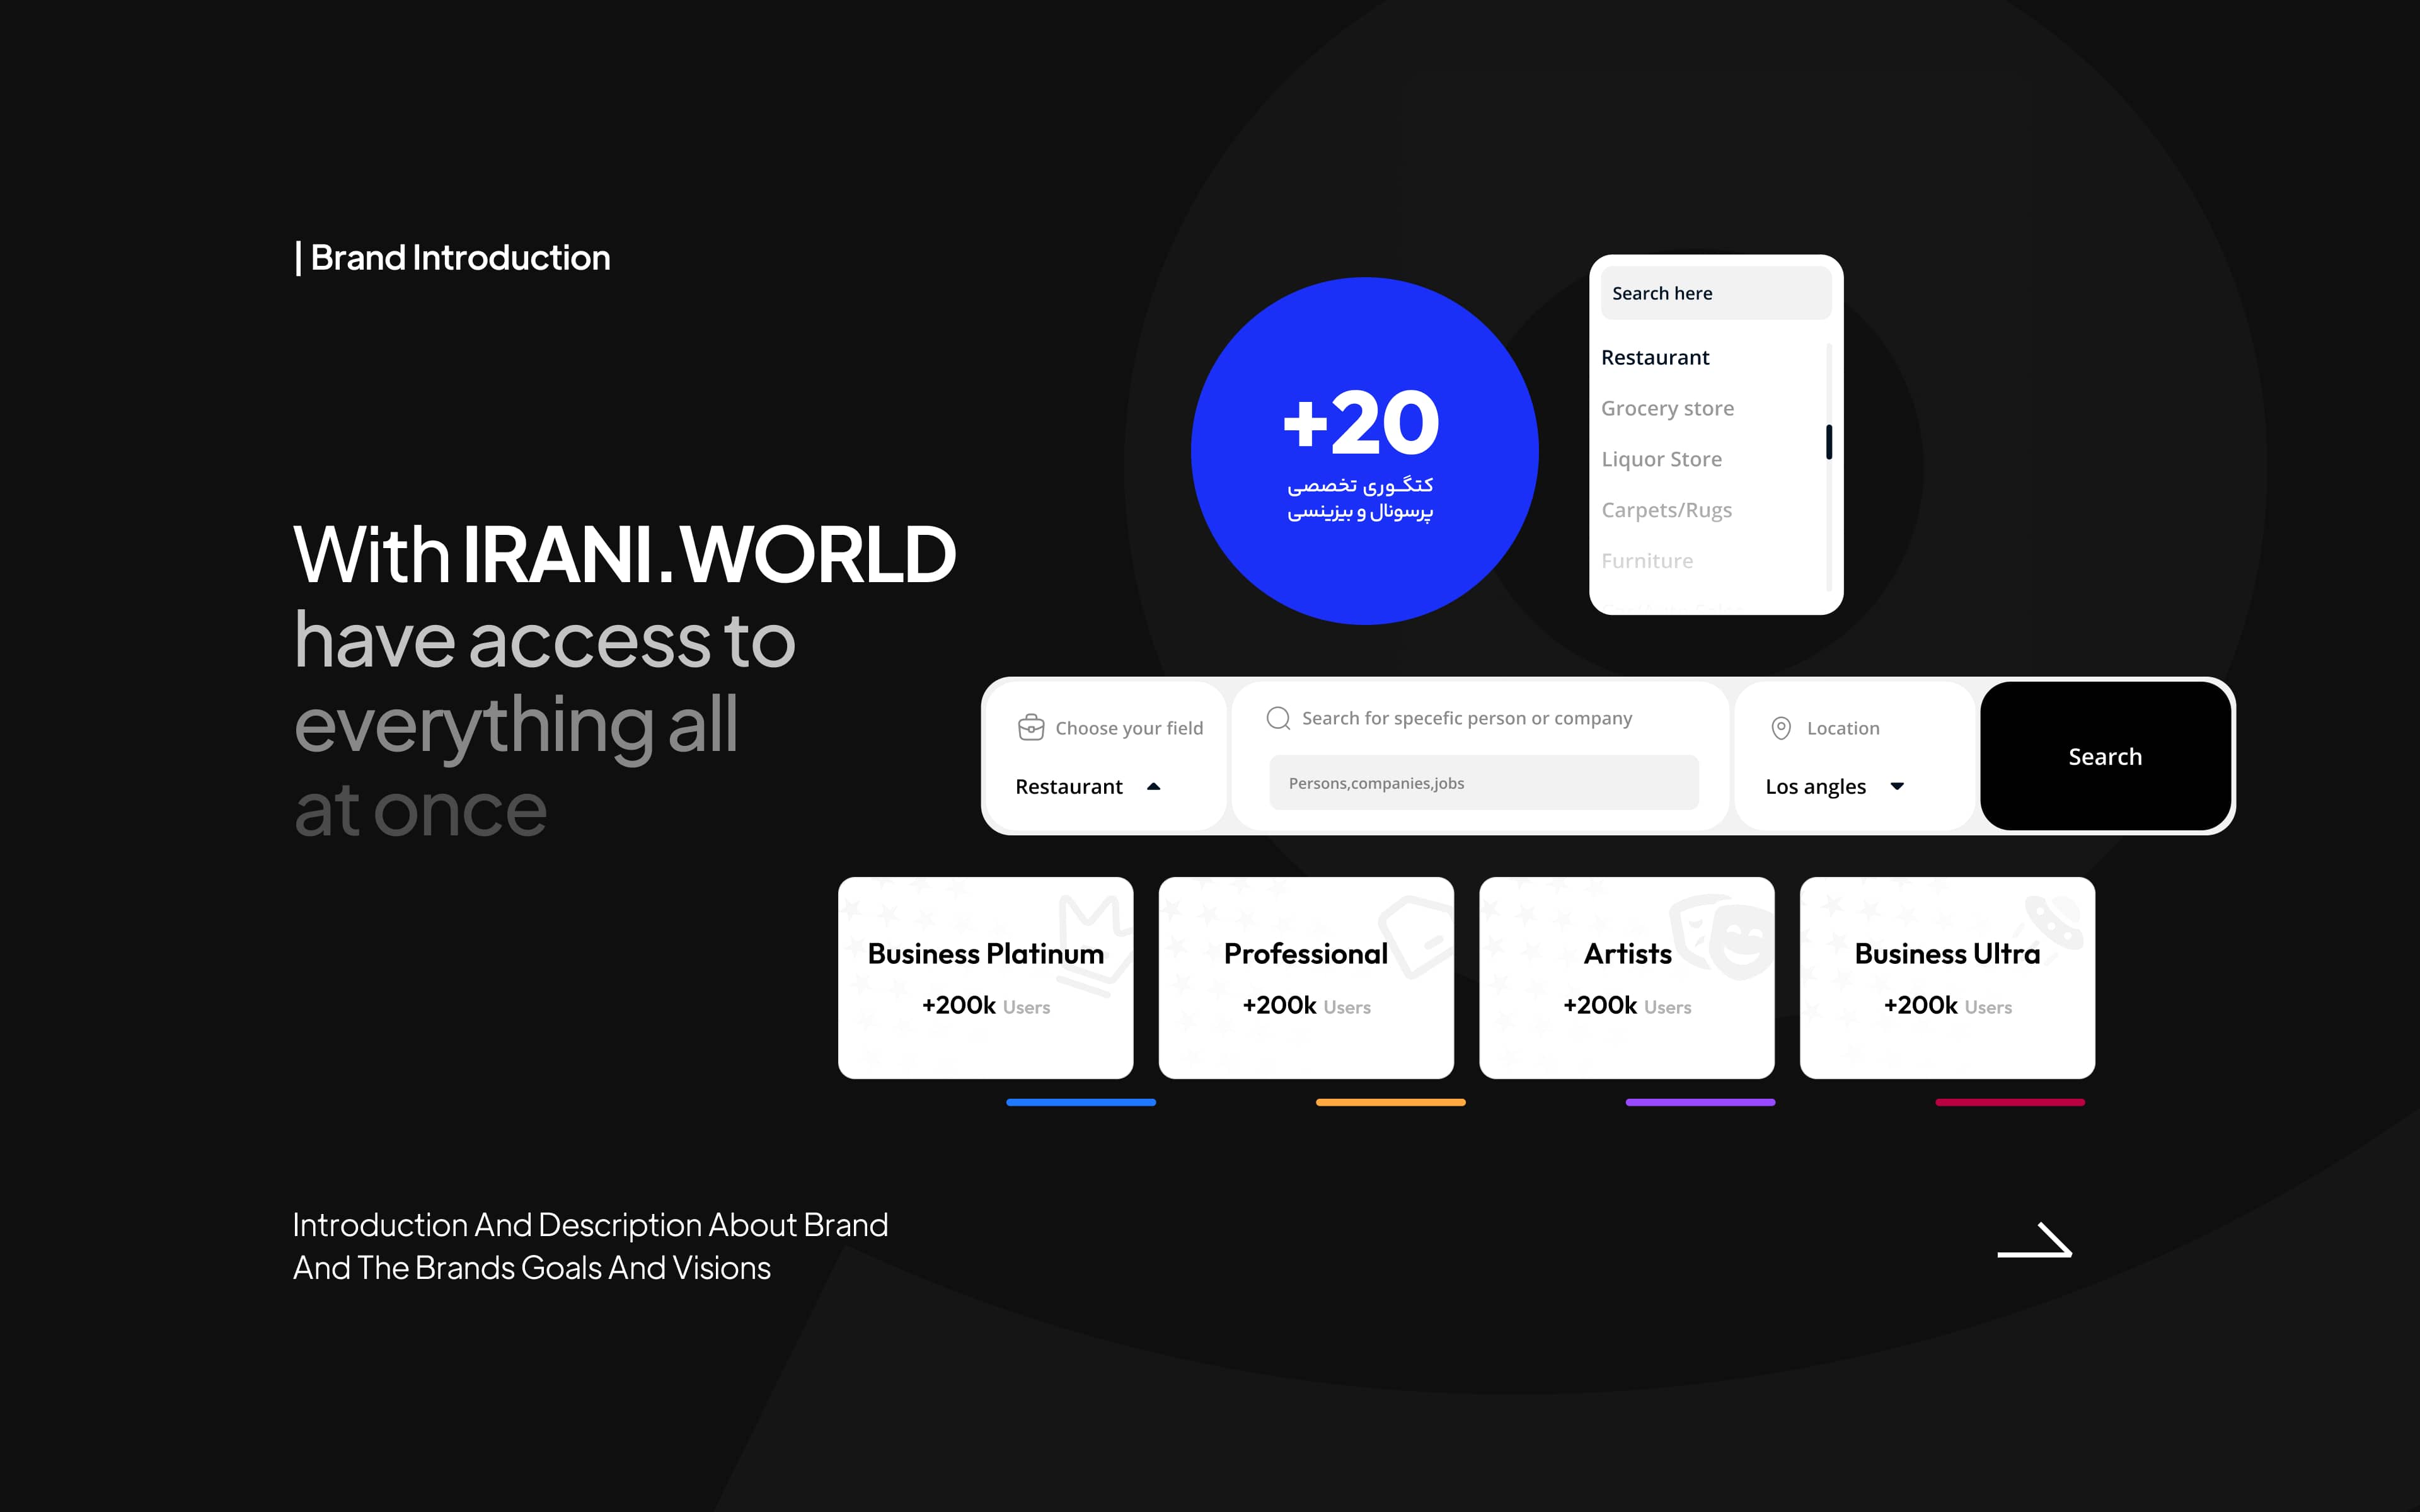 | Brand Introduction
With IRANI.WORLD
have access to
everything all
at once
+20
کتگـوری تخصصی
پرسونال و بیزینسی
Search here
Restaurant
Grocery store
Liquor Store
Carpets/Rugs
Furniture
Choose your field
Restaurant
Search for specefic person or company
Persons,companies,jobs
Location
Los angles
Search
Business Platinum
+200k Users
Professional
+200k Users
Artists
+200k Users
Business Ultra
+200k Users
Introduction And Description About Brand
And The Brands Goals And Visions